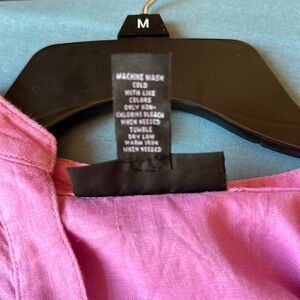 M
MACHINE WASH
COLD
WITH LIKE
COLORS
ONLY NON-
CHLORINE BLEACH
WHEN NEEDED
TUMBLE
DRY LOW
WARM IRON
WHEN NEEDED